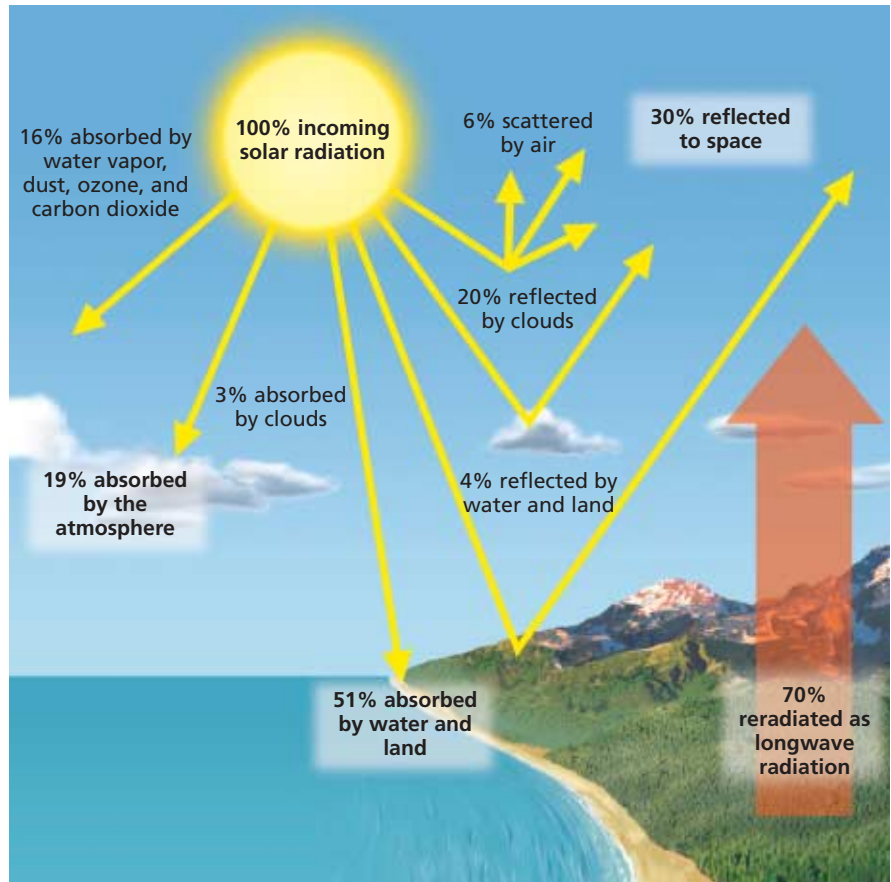 100% incoming
solar radiation
16% absorbed by
water vapor,
dust, ozone, and
carbon dioxide
6% scattered
by air
30% reflected
to space
20% reflected
by clouds
3% absorbed
by clouds
19% absorbed
by the
atmosphere
4% reflected by
water and land
51% absorbed
by water and
land
70%
reradiated as
longwave
radiation